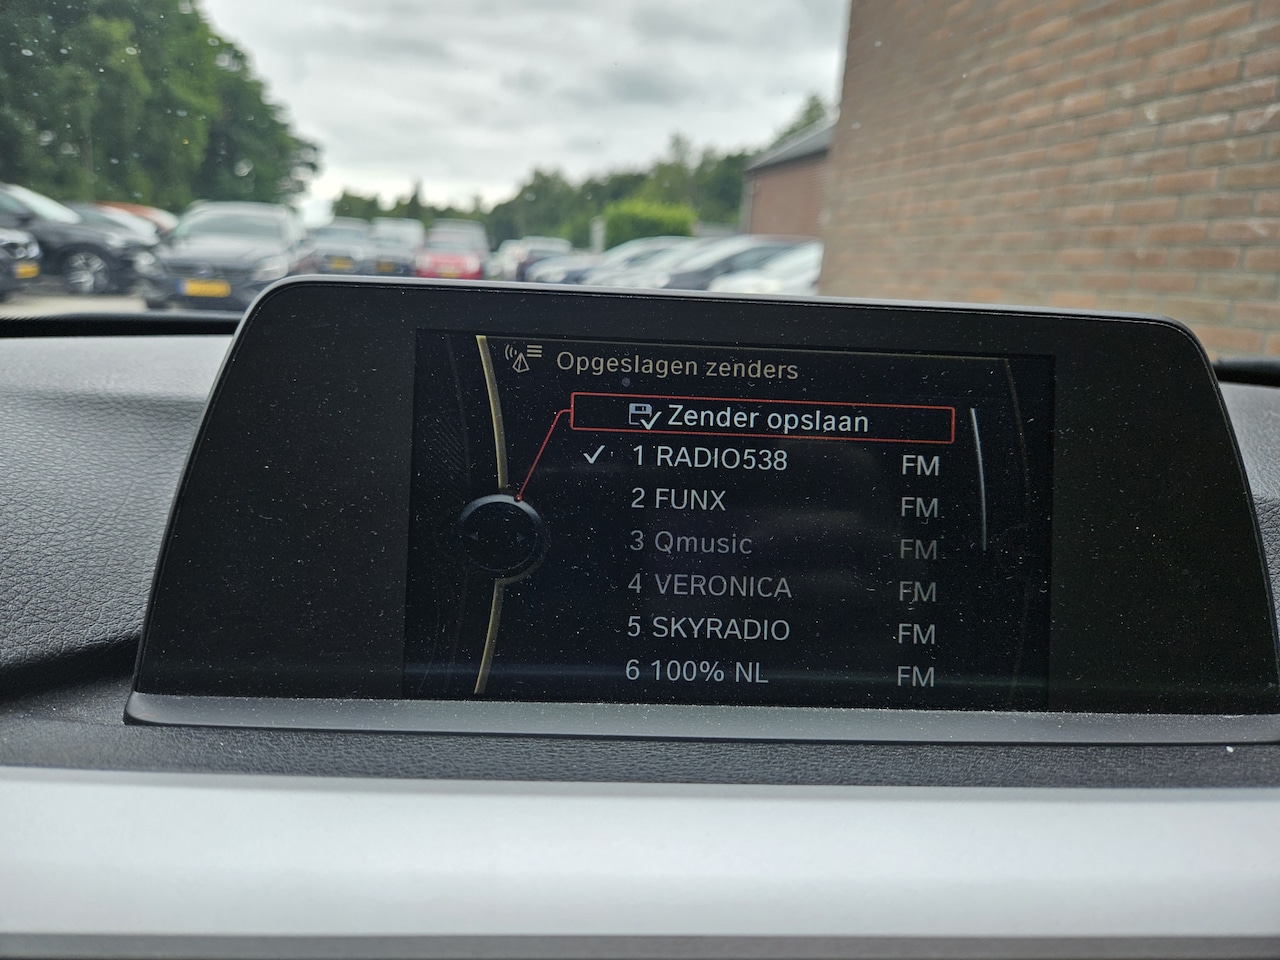 Opgeslagen zenders
Zender opslaan
1 RADIO538 FM
2 FUNX FM
3 Qmusic FM
4 VERONICA FM
5 SKYRADIO FM
6 100% NL FM